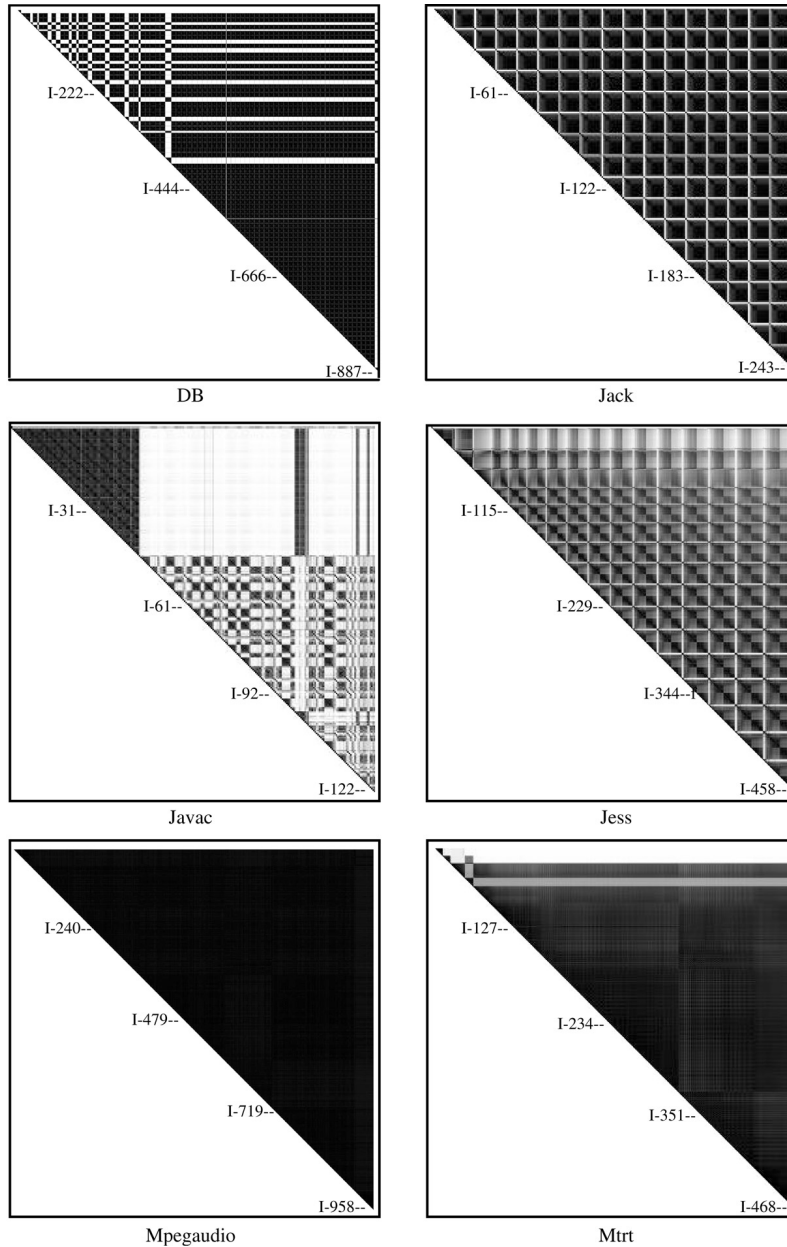 I-222--
I-444--
I-666--
I-887--
DB
I-61--
I-122--
I-183--
I-243--
Jack
I-31--
I-61--
I-92--
I-122--
Javac
I-115--
I-229--
I-344--f
I-458--
Jess
I-240--
I-479--
I-719--
I-958--
Mpegaudio
I-127--
I-234--
I-351--
I-468--
Mtrt